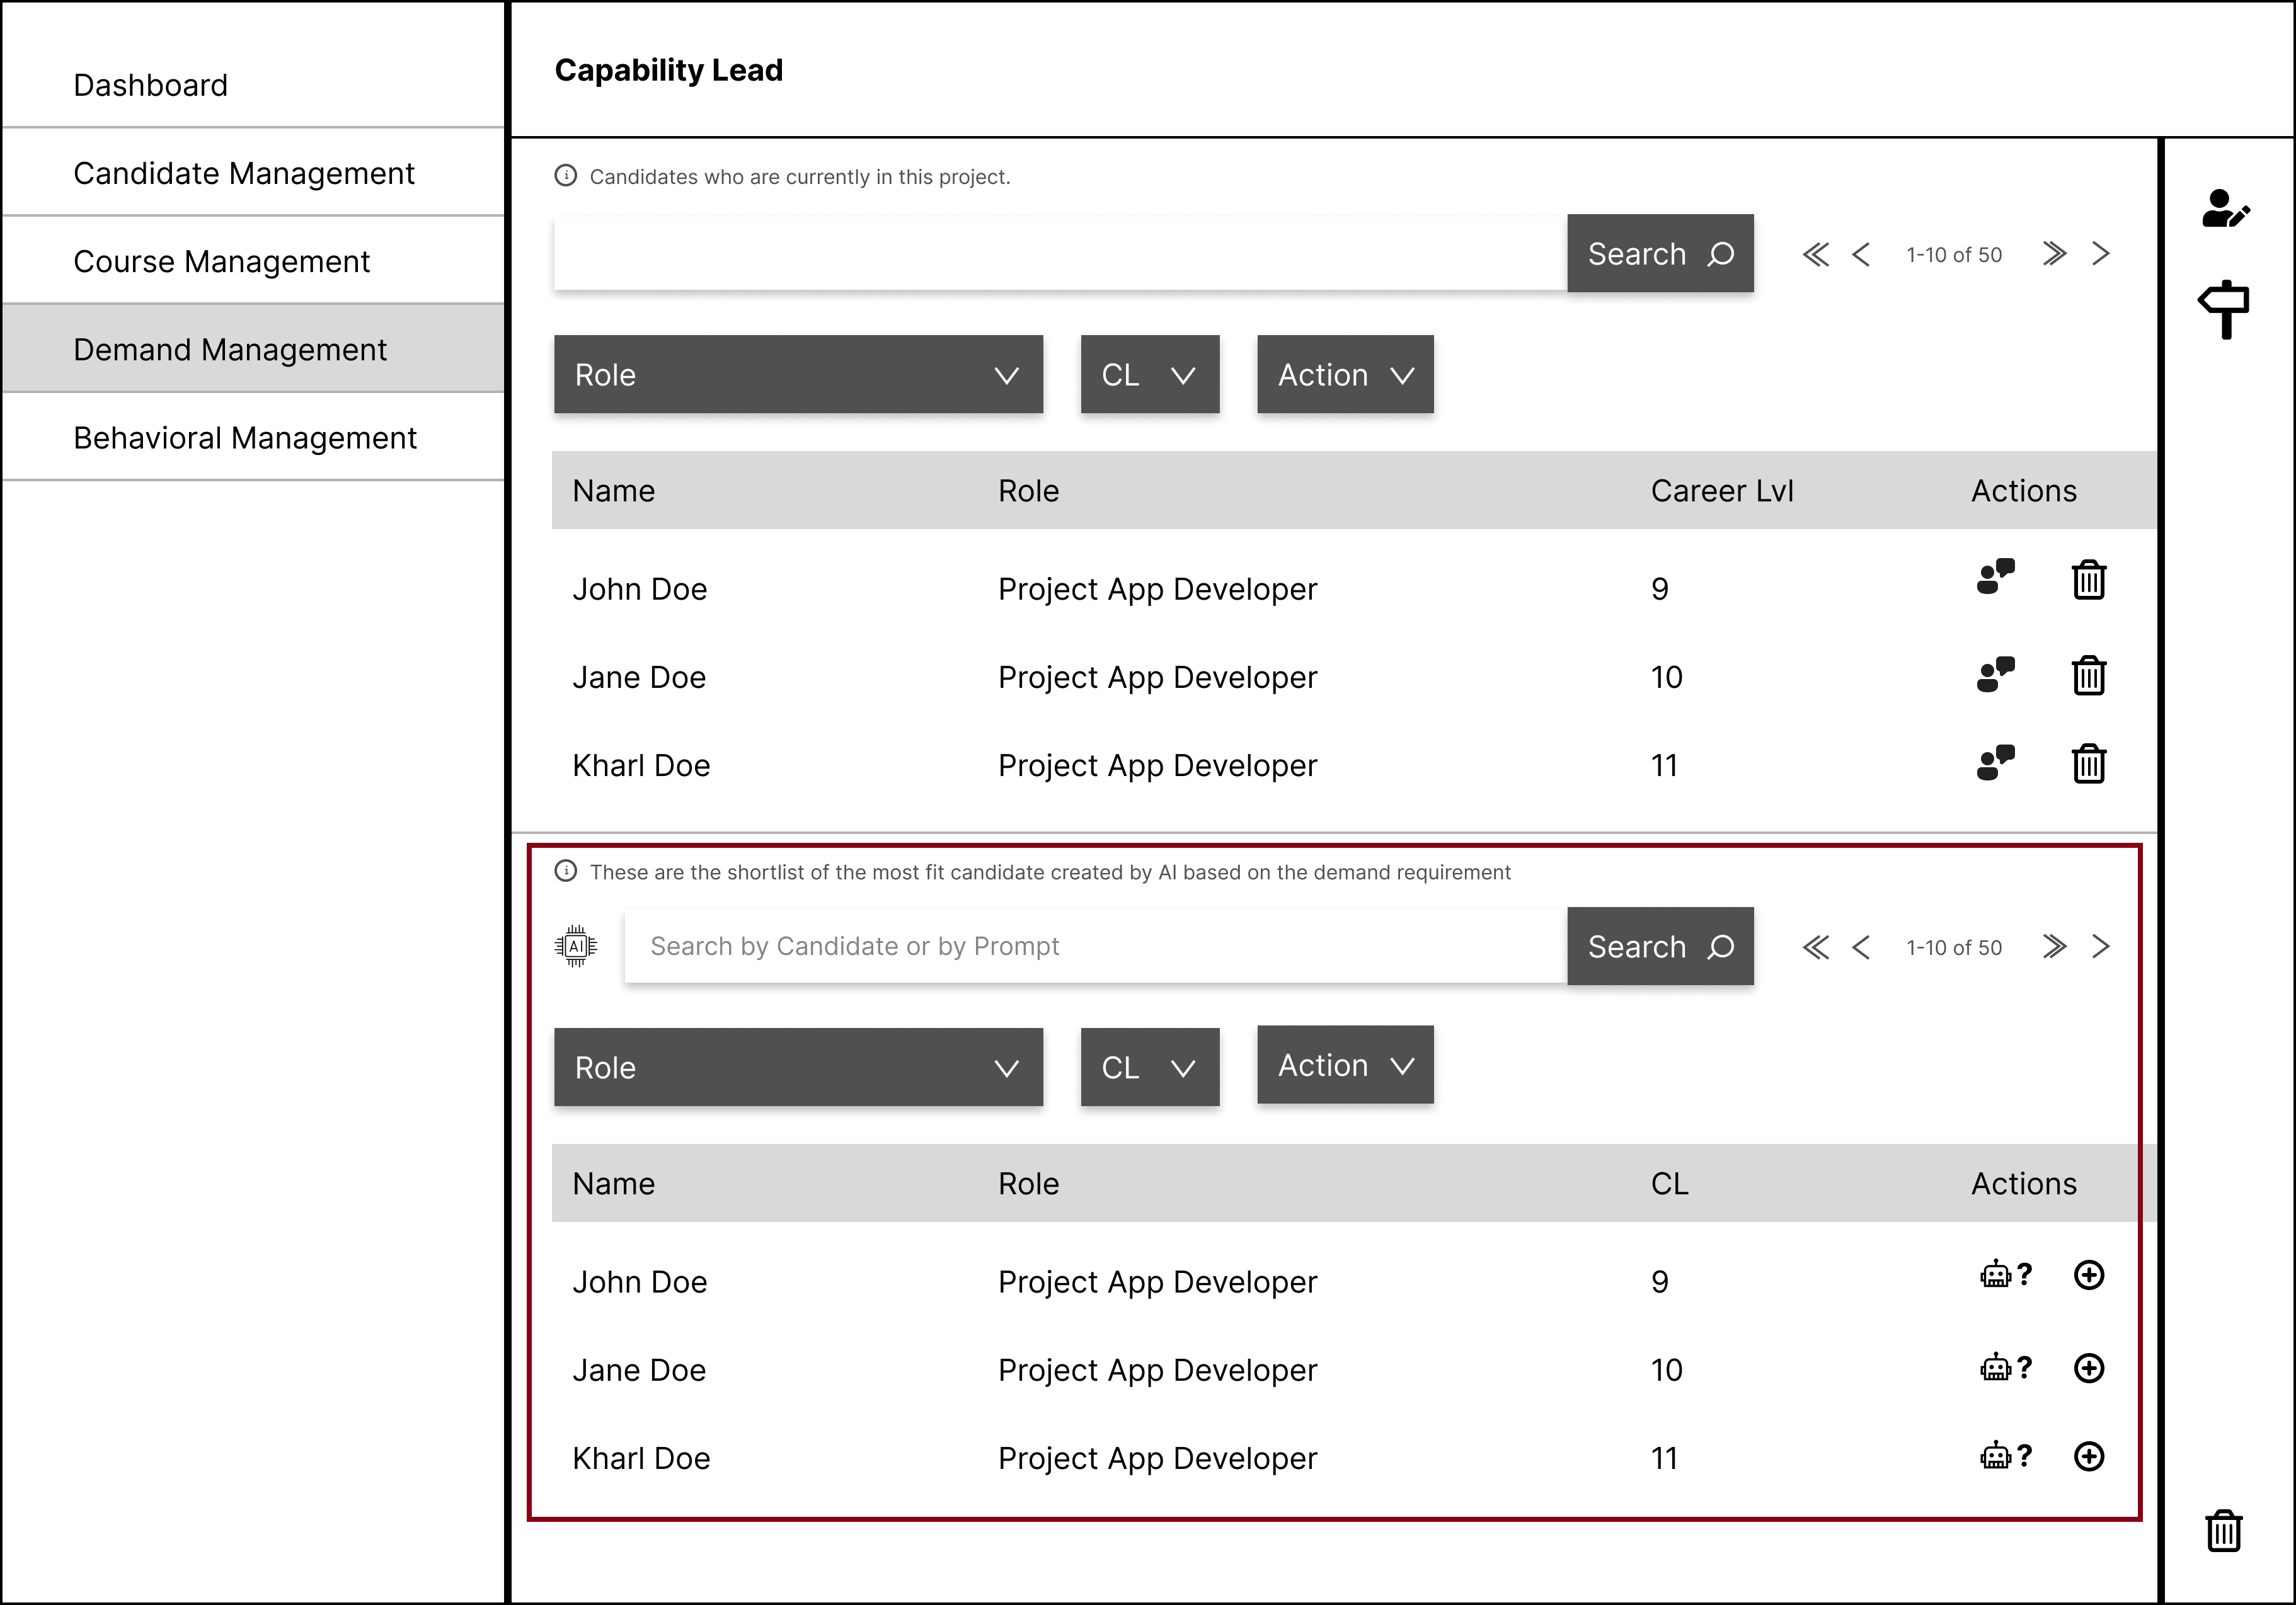 Dashboard
Candidate Management
Course Management
Demand Management
Behavioral Management
Capability Lead
Candidates who are currently in this project.
Search
1-10 of 50
Role
CL
Action
Name Role Career Lvl Actions
John Doe Project App Developer 9
Jane Doe Project App Developer 10
Kharl Doe Project App Developer 11
These are the shortlist of the most fit candidate created by AI based on the demand requirement
AI
Search by Candidate or by Prompt
Search
1-10 of 50
Role
CL
Action
Name Role CL Actions
John Doe Project App Developer 9 ?
Jane Doe Project App Developer 10 ?
Kharl Doe Project App Developer 11 ?